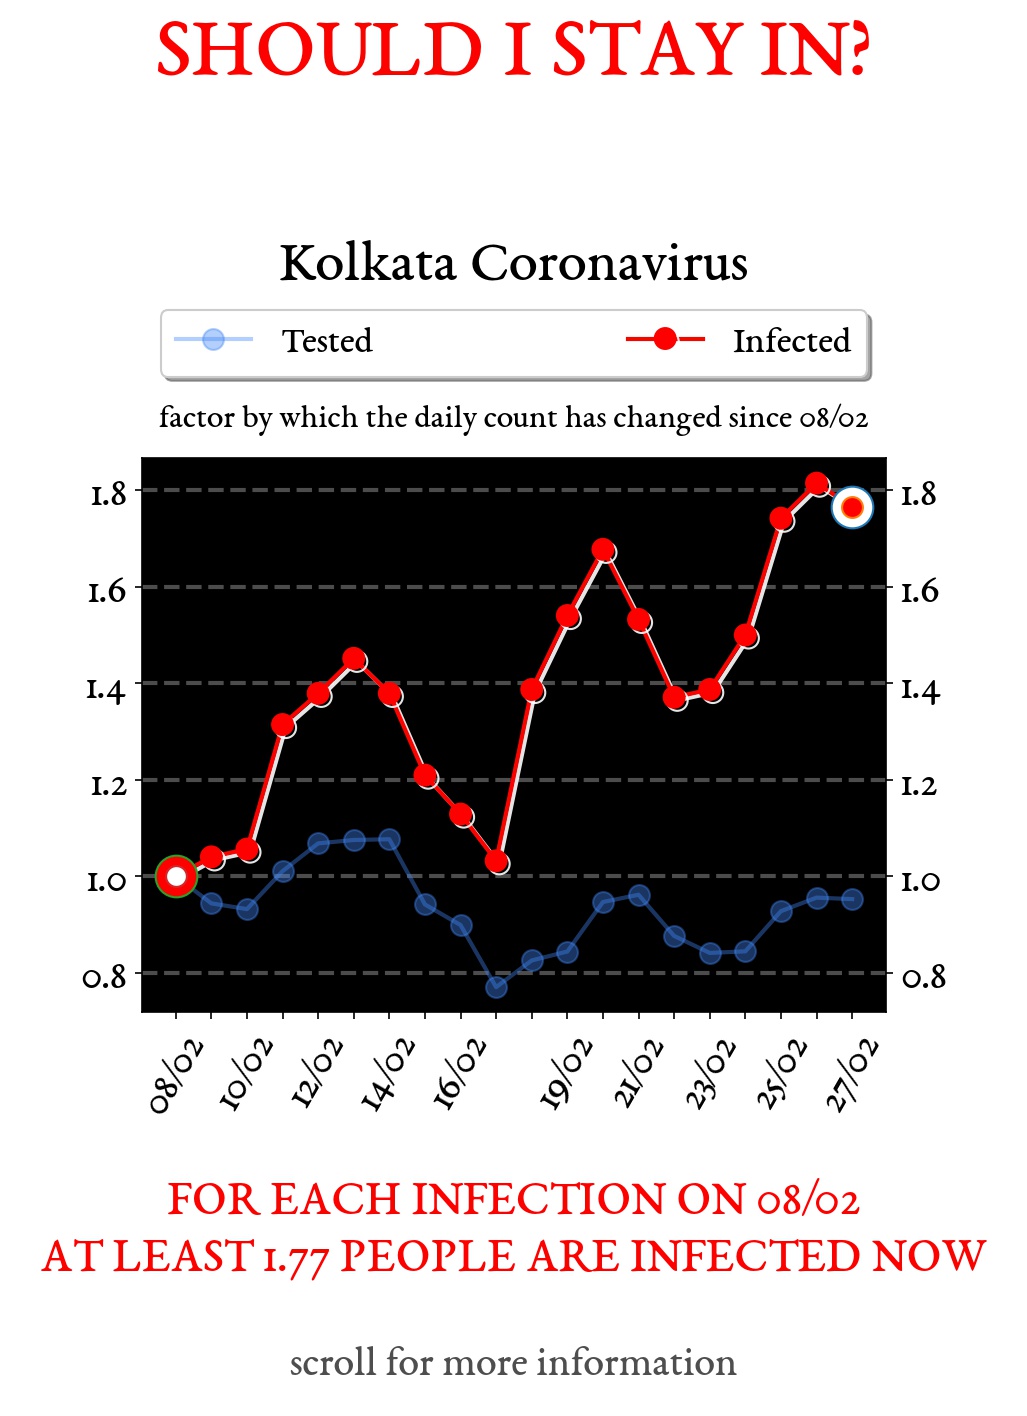 SHOULD I STAY IN?
Kolkata Coronavirus
Tested Infected
factor by which the daily count has changed since 08/02
1.8 1.8
1.6 1.6
1.4 1.4
1.2 1.2
1.0 1.0
0.8 0.8
08/02 10/02 12/02 14/02 16/02 19/02 21/02 23/02 25/02 27/02
FOR EACH INFECTION ON 08/02
AT LEAST 1.77 PEOPLE ARE INFECTED NOW
scroll for more information